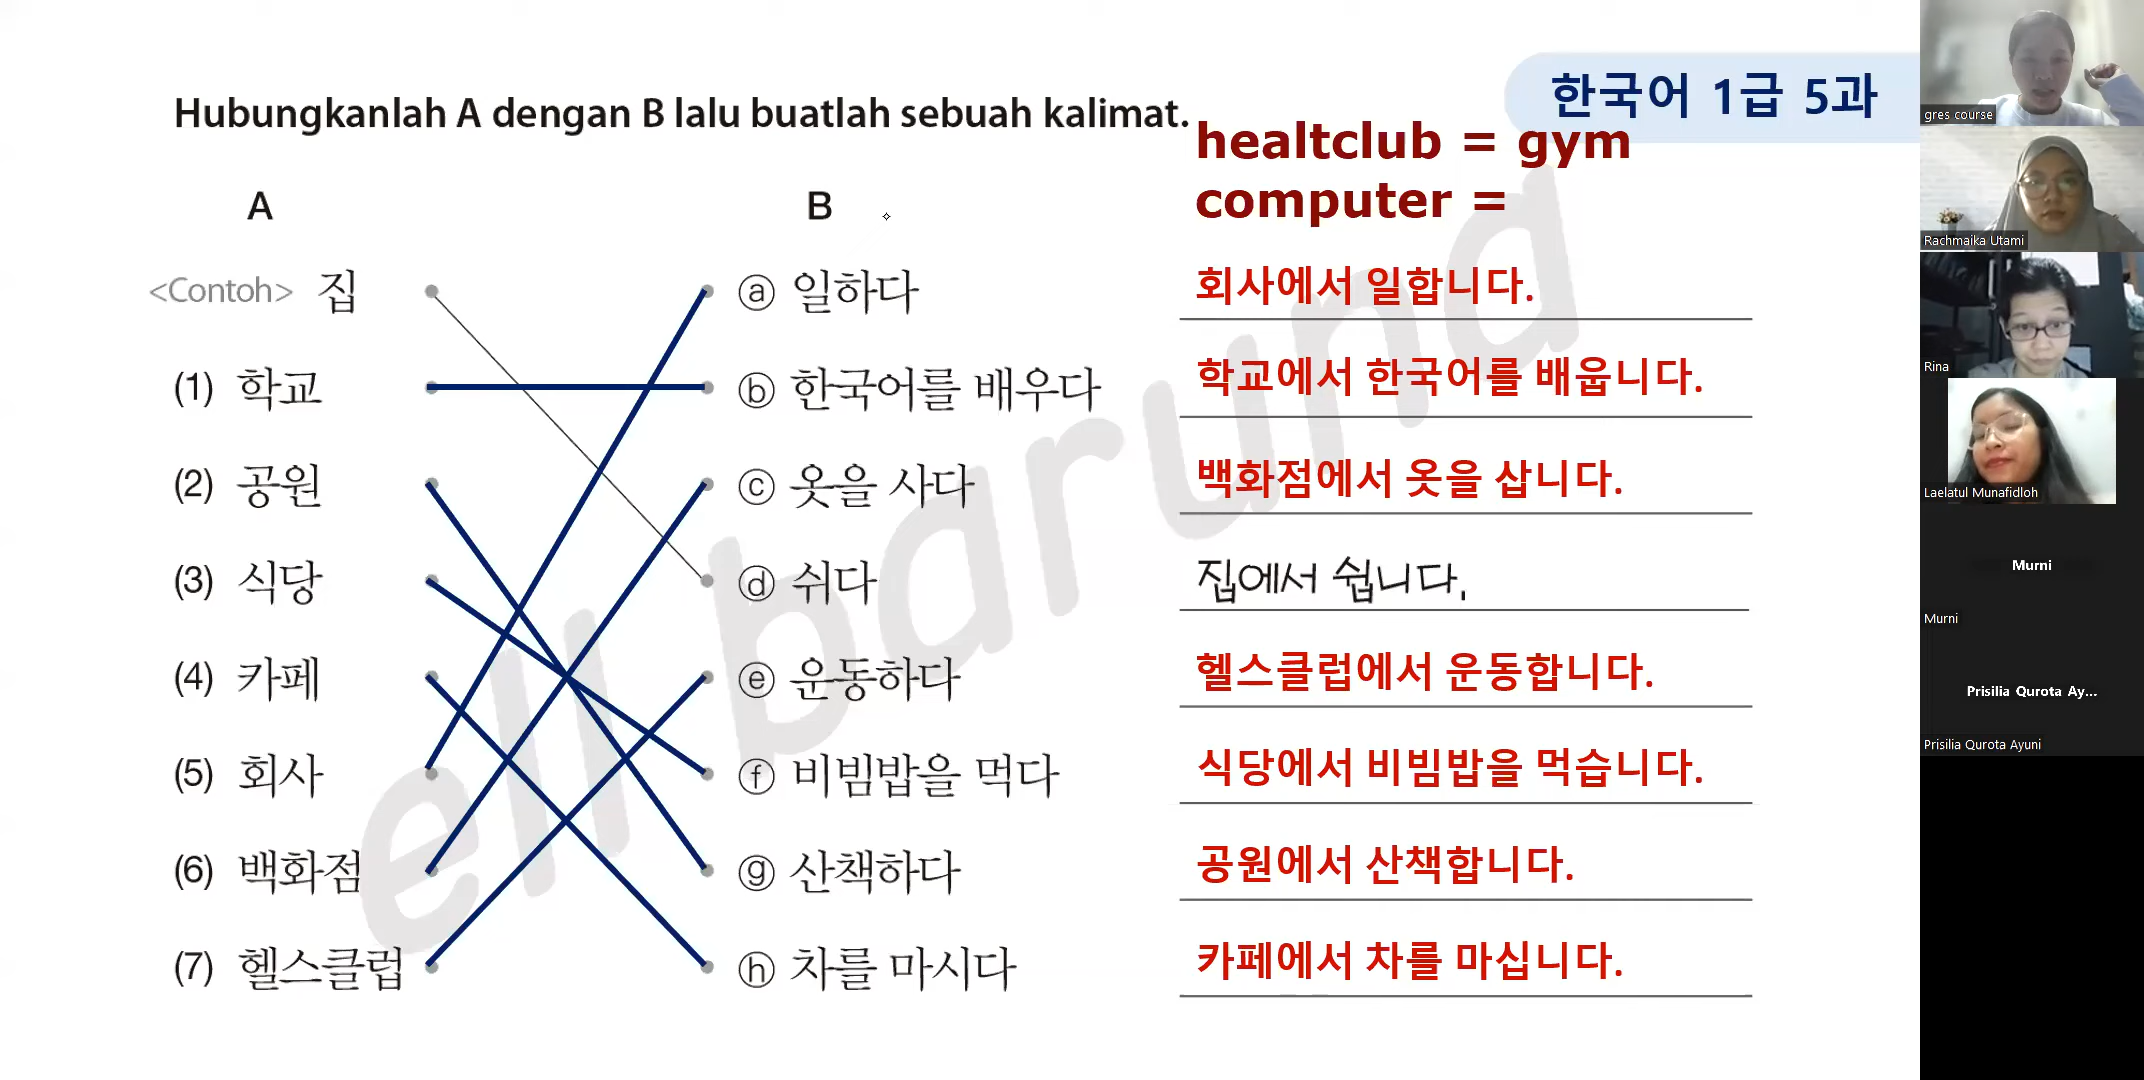 Hubungkanlah A dengan B lalu buatlah sebuah kalimat.
한국어 1급 5과
healtclub = gym
computer =
A
B
<Contoh> 집
(1) 학교
(2) 공원
(3) 식당
(4) 카페
(5) 회사
(6) 백화점
(7) 헬스클럽
ⓐ 일하다
ⓑ 한국어를 배우다
ⓒ 옷을 사다
ⓓ 쉬다
ⓔ 운동하다
ⓕ 비빔밥을 먹다
ⓖ 산책하다
ⓗ 차를 마시다
회사에서 일합니다.
학교에서 한국어를 배웁니다.
백화점에서 옷을 삽니다.
집에서 쉽니다.
헬스클럽에서 운동합니다.
식당에서 비빔밥을 먹습니다.
공원에서 산책합니다.
카페에서 차를 마십니다.
ell barund
gres course
Rachmaika Utami
Rina
Laelatul Munafidloh
Murni
Murni
Prisilia Qurota Ay...
Prisilia Qurota Ayuni